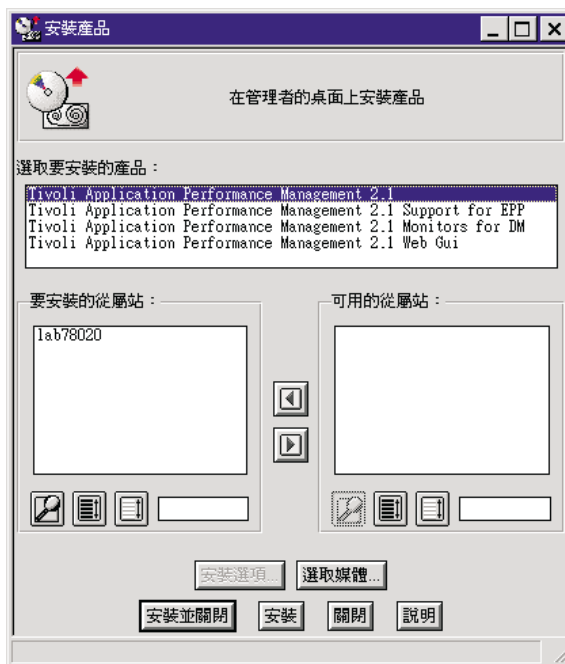 安裝產品
在管理者的桌面上安裝產品
選取要安裝的產品：
Tivoli Application Performance Management 2.1
Tivoli Application Performance Management 2.1 Support for EPP
Tivoli Application Performance Management 2.1 Monitors for DM
Tivoli Application Performance Management 2.1 Web Gui
要安裝的從屬站：
可用的從屬站：
lab78020
安裝選項...
選取媒體...
安裝並關閉
安裝
關閉
說明